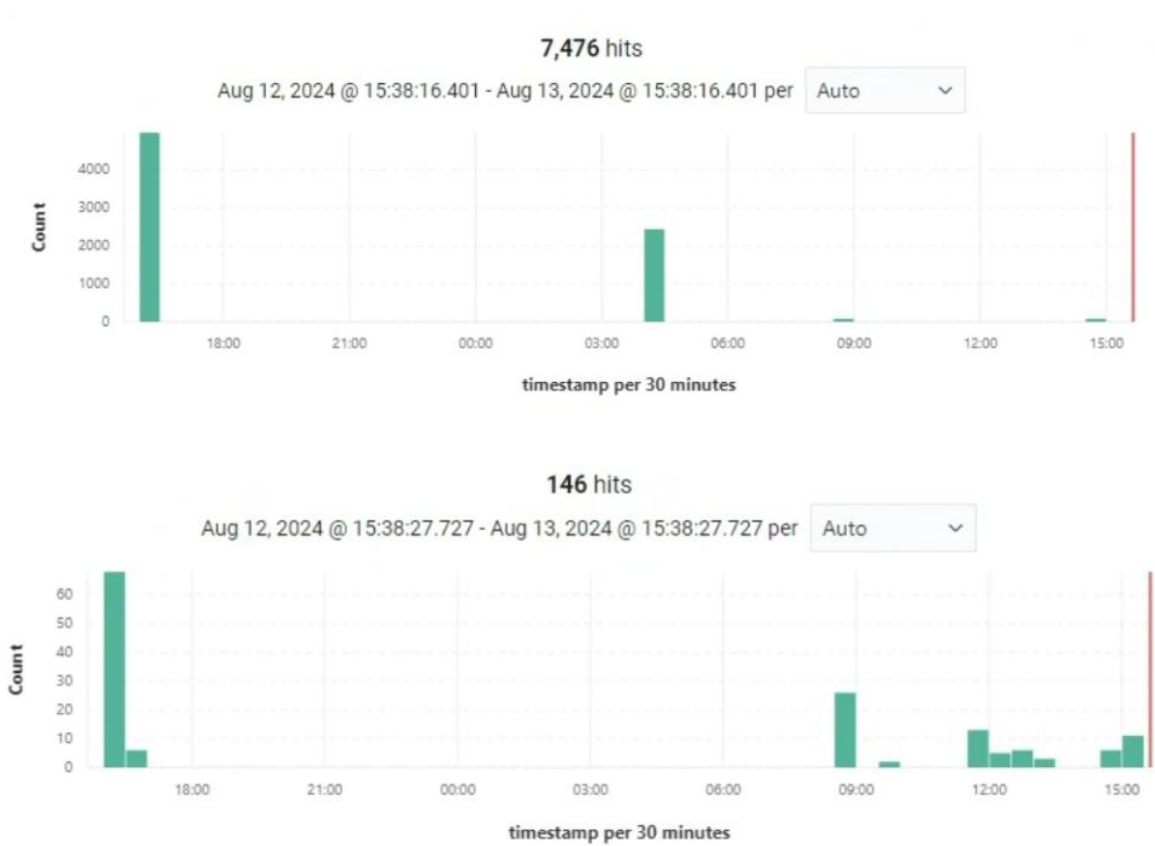 7,476 hits
Aug 12, 2024 @ 15:38:16.401 - Aug 13, 2024 @ 15:38:16.401 per Auto
Count
4000
3000
2000
1000
0
18:00 21:00 00:00 03:00 06:00 09:00 12:00 15:00
timestamp per 30 minutes
146 hits
Aug 12, 2024 @ 15:38:27.727 - Aug 13, 2024 @ 15:38:27.727 per Auto
Count
60
50
40
30
20
10
0
18:00 21:00 00:00 03:00 06:00 09:00 12:00 15:00
timestamp per 30 minutes